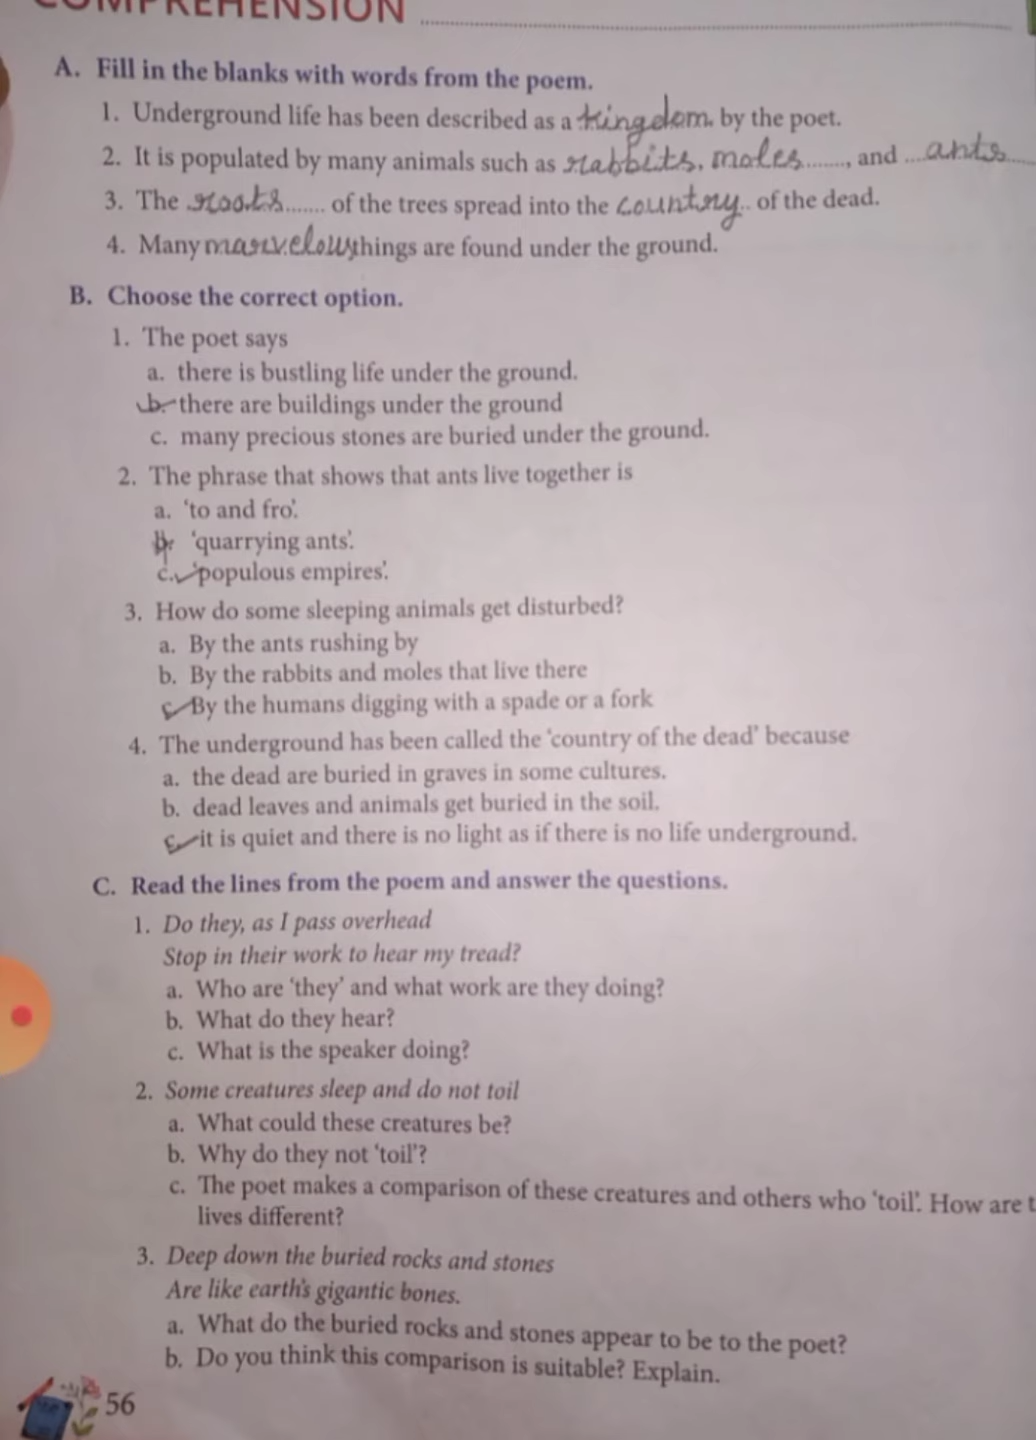 COMPREHENSION
A. Fill in the blanks with words from the poem.
1. Underground life has been described as a kingdom. by the poet.
2. It is populated by many animals such as rabbits, moles......., and ....ants......
3. The roots....... of the trees spread into the country.. of the dead.
4. Many marvelous things are found under the ground.
B. Choose the correct option.
1. The poet says
a. there is bustling life under the ground.
b. there are buildings under the ground
c. many precious stones are buried under the ground.
2. The phrase that shows that ants live together is
a. 'to and fro'.
b. 'quarrying ants'.
c. 'populous empires'.
3. How do some sleeping animals get disturbed?
a. By the ants rushing by
b. By the rabbits and moles that live there
c. By the humans digging with a spade or a fork
4. The underground has been called the 'country of the dead' because
a. the dead are buried in graves in some cultures.
b. dead leaves and animals get buried in the soil.
c. it is quiet and there is no light as if there is no life underground.
C. Read the lines from the poem and answer the questions.
1. Do they, as I pass overhead
Stop in their work to hear my tread?
a. Who are 'they' and what work are they doing?
b. What do they hear?
c. What is the speaker doing?
2. Some creatures sleep and do not toil
a. What could these creatures be?
b. Why do they not 'toil'?
c. The poet makes a comparison of these creatures and others who 'toil'. How are t
lives different?
3. Deep down the buried rocks and stones
Are like earth's gigantic bones.
a. What do the buried rocks and stones appear to be to the poet?
b. Do you think this comparison is suitable? Explain.
56